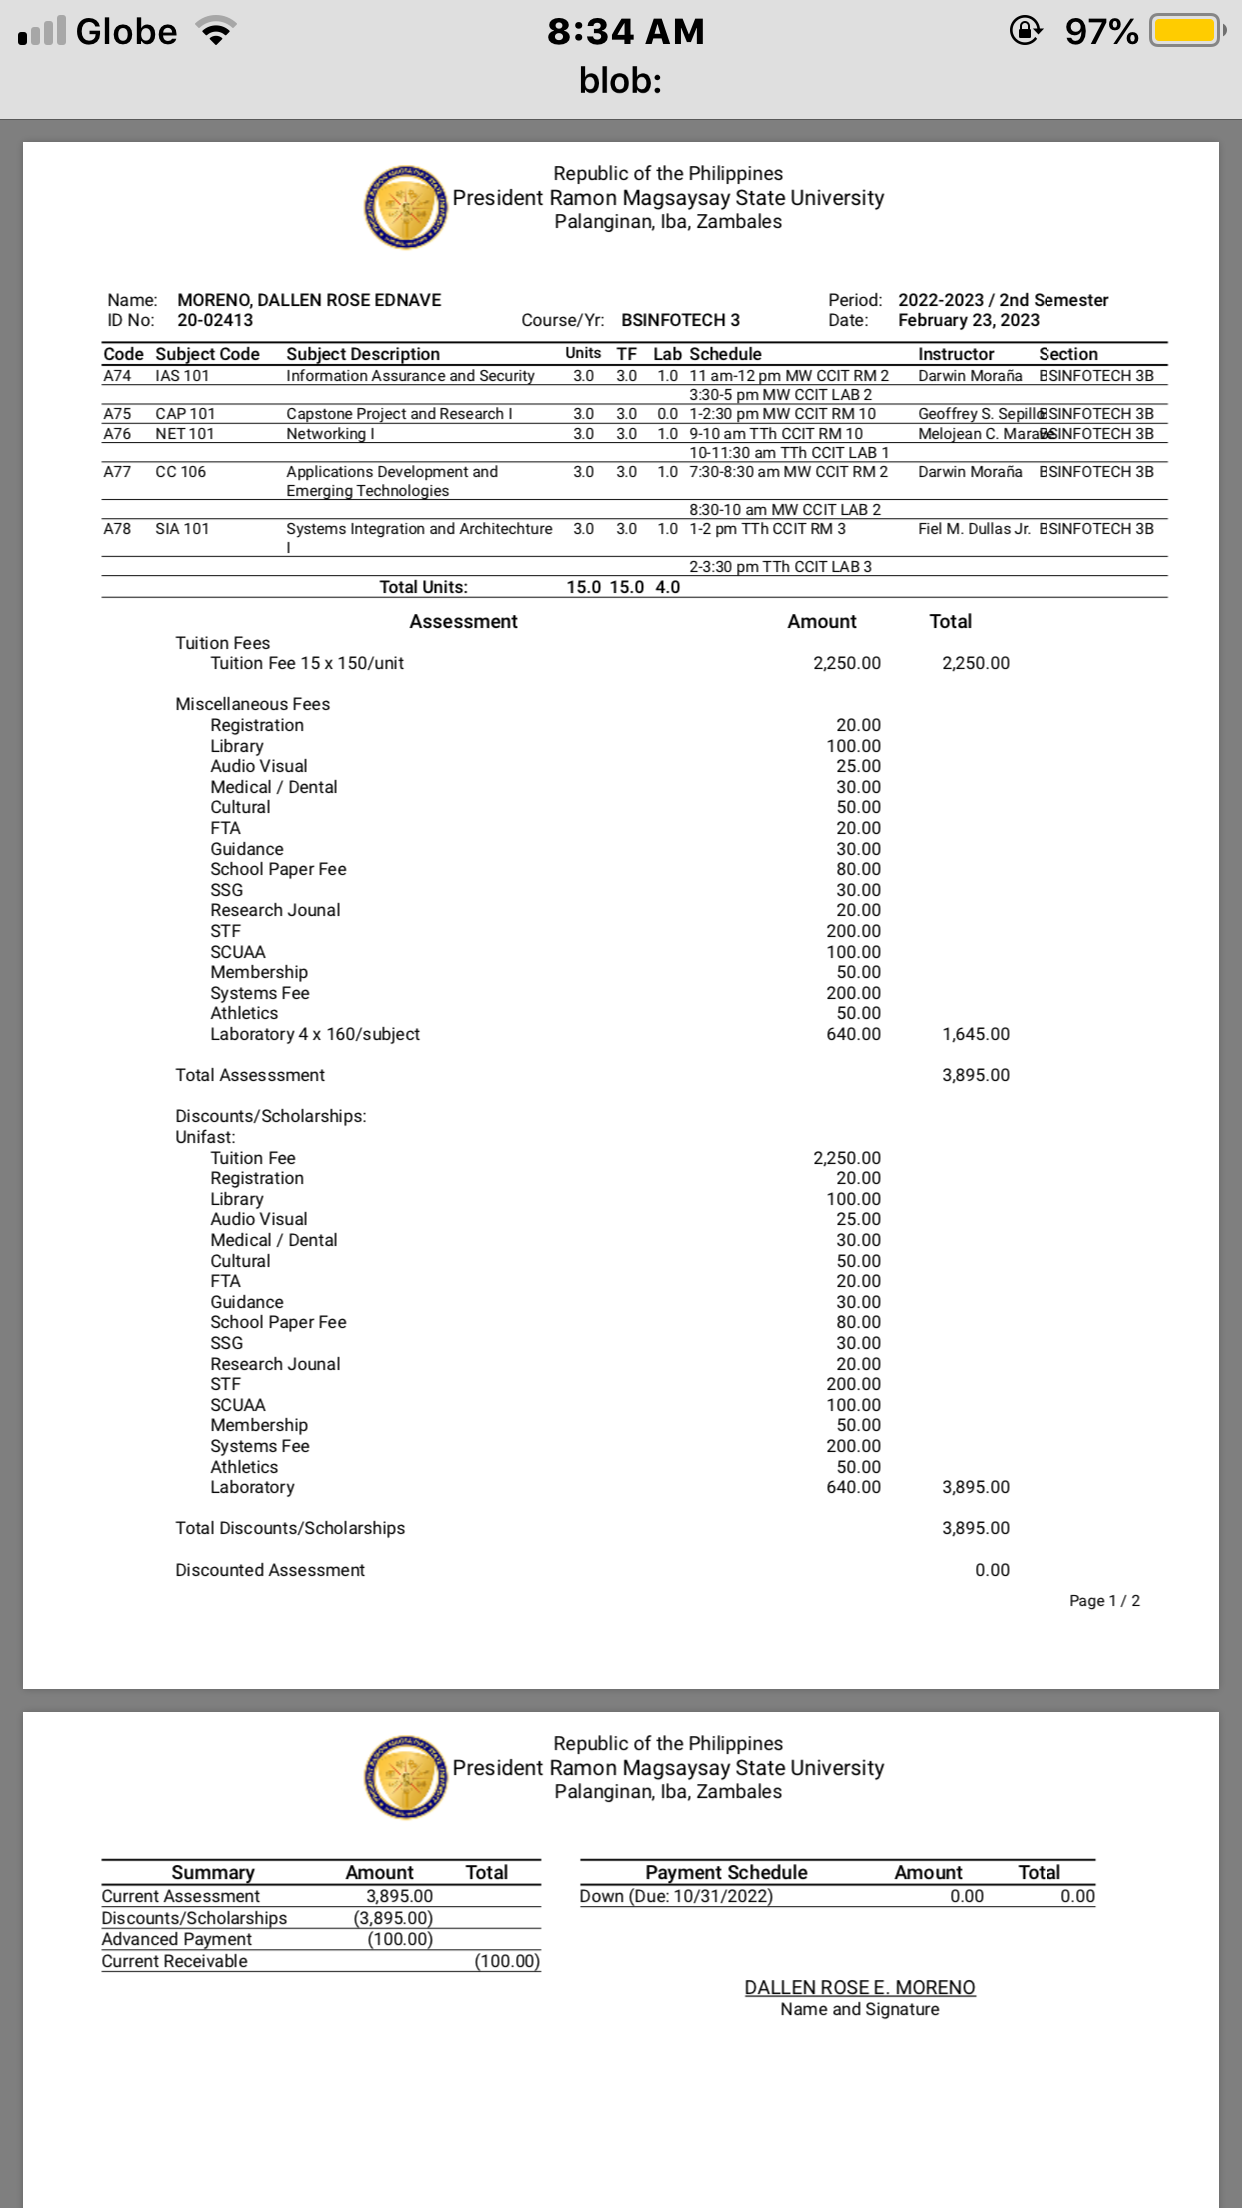 Globe 8:34 AM 97%
blob:
Republic of the Philippines
President Ramon Magsaysay State University
Palanginan, Iba, Zambales
Name: MORENO, DALLEN ROSE EDNAVE Period: 2022-2023 / 2nd Semester
ID No: 20-02413 Course/Yr: BSINFOTECH 3 Date: February 23, 2023
Code Subject Code Subject Description Units TF Lab Schedule Instructor Section
A74 IAS 101 Information Assurance and Security 3.0 3.0 1.0 11 am-12 pm MW CCIT RM 2 Darwin Moraña BSINFOTECH 3B
3:30-5 pm MW CCIT LAB 2
A75 CAP 101 Capstone Project and Research I 3.0 3.0 0.0 1-2:30 pm MW CCIT RM 10 Geoffrey S. Sepillo BSINFOTECH 3B
A76 NET 101 Networking I 3.0 3.0 1.0 9-10 am TTh CCIT RM 10 Melojean C. BSINFOTECH 3B
10-11:30 am TTh CCIT LAB 1
A77 CC 106 Applications Development and 3.0 3.0 1.0 7:30-8:30 am MW CCIT RM 2 Darwin Moraña BSINFOTECH 3B
Emerging Technologies
8:30-10 am MW CCIT LAB 2
A78 SIA 101 Systems Integration and Architechture 3.0 3.0 1.0 1-2 pm TTh CCIT RM 3 Fiel M. Dullas Jr. BSINFOTECH 3B
I
2-3:30 pm TTh CCIT LAB 3
Total Units: 15.0 15.0 4.0
Assessment Amount Total
Tuition Fees
Tuition Fee 15 x 150/unit 2,250.00 2,250.00
Miscellaneous Fees
Registration 20.00
Library 100.00
Audio Visual 25.00
Medical / Dental 30.00
Cultural 50.00
FTA 20.00
Guidance 30.00
School Paper Fee 80.00
SSG 30.00
Research Jounal 20.00
STF 200.00
SCUAA 100.00
Membership 50.00
Systems Fee 200.00
Athletics 50.00
Laboratory 4 x 160/subject 640.00 1,645.00
Total Assesssment 3,895.00
Discounts/Scholarships:
Unifast:
Tuition Fee 2,250.00
Registration 20.00
Library 100.00
Audio Visual 25.00
Medical / Dental 30.00
Cultural 50.00
FTA 20.00
Guidance 30.00
School Paper Fee 80.00
SSG 30.00
Research Jounal 20.00
STF 200.00
SCUAA 100.00
Membership 50.00
Systems Fee 200.00
Athletics 50.00
Laboratory 640.00 3,895.00
Total Discounts/Scholarships 3,895.00
Discounted Assessment 0.00
Page 1 / 2
Republic of the Philippines
President Ramon Magsaysay State University
Palanginan, Iba, Zambales
Summary Amount Total Payment Schedule Amount Total
Current Assessment 3,895.00 Down (Due: 10/31/2022) 0.00 0.00
Discounts/Scholarships (3,895.00)
Advanced Payment (100.00)
Current Receivable (100.00)
DALLEN ROSE E. MORENO
Name and Signature